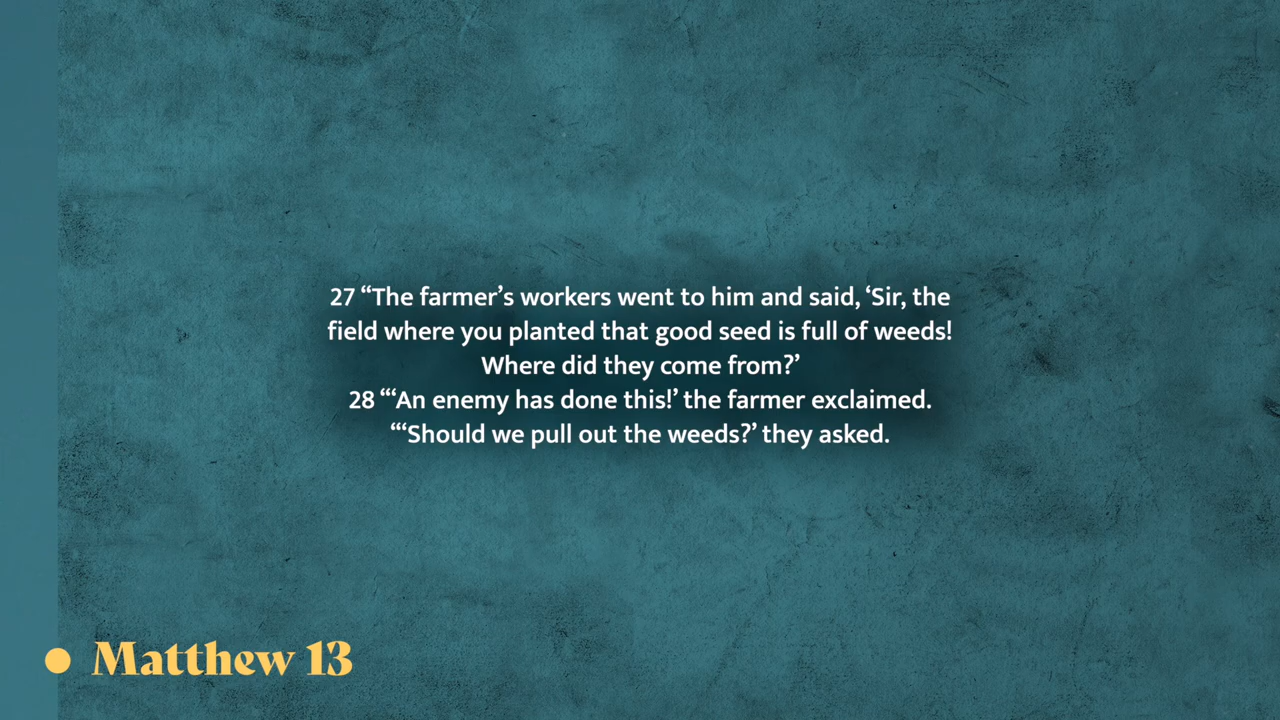 27 “The farmer’s workers went to him and said, ‘Sir, the
field where you planted that good seed is full of weeds!
Where did they come from?’
28 “‘An enemy has done this!’ the farmer exclaimed.
“‘Should we pull out the weeds?’ they asked.
Matthew 13